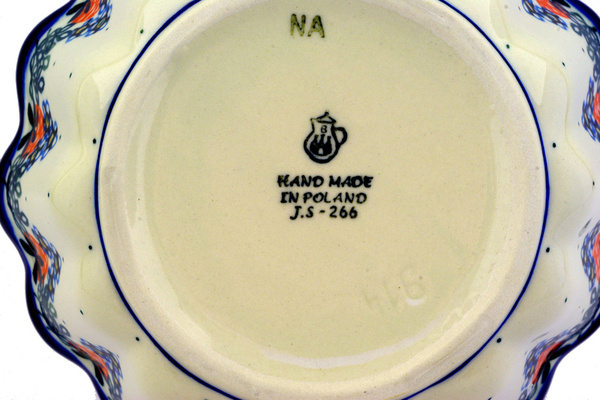 NA
B
HAND MADE
IN POLAND
J.S - 266